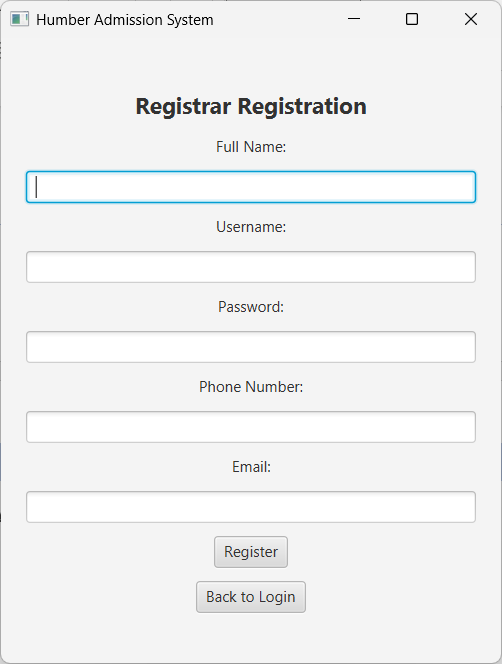 Humber Admission System
Registrar Registration
Full Name:
Username:
Password:
Phone Number:
Email:
Register
Back to Login